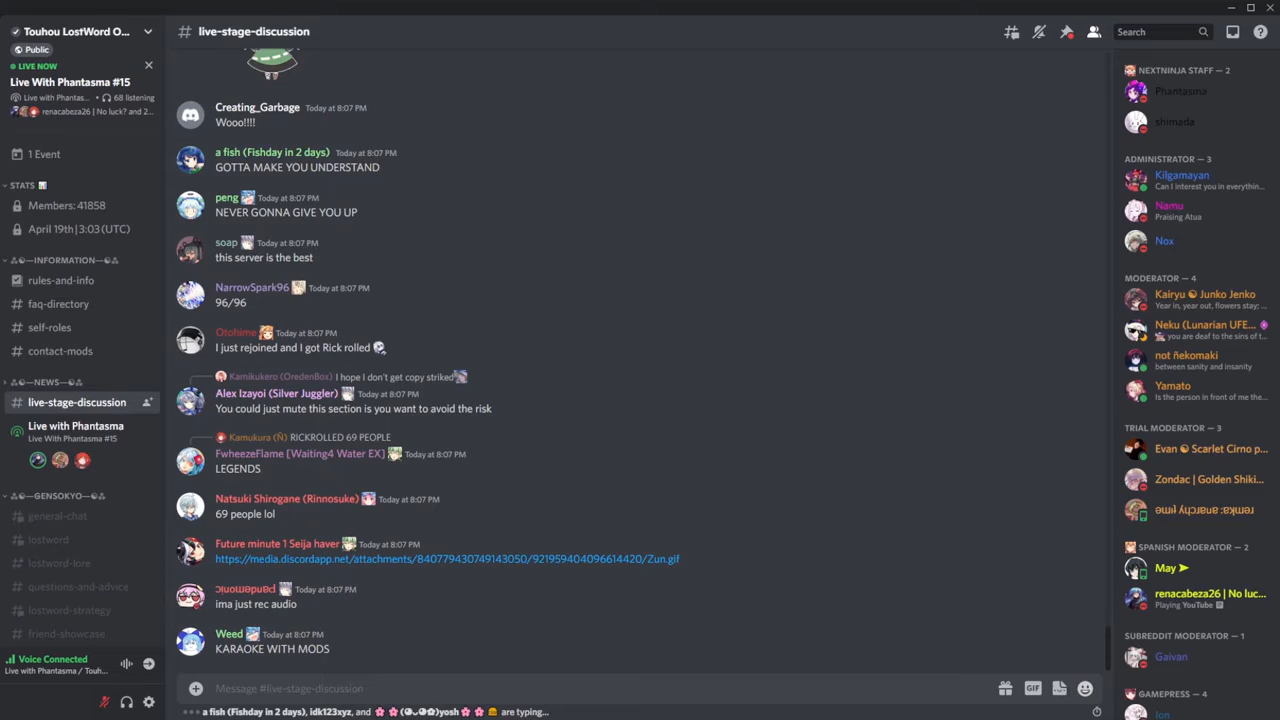 Touhou LostWord O...
Public
LIVE NOW
Live With Phantasma #15
Live with Phantas... • 68 listening
renacabeza26 | No luck? and 2...
1 Event
STATS
Members: 41858
April 19th|3:03 (UTC)
INFORMATION
rules-and-info
faq-directory
self-roles
contact-mods
NEWS
live-stage-discussion
Live with Phantasma
Live With Phantasma #15
GENSOKYO
general-chat
lostword
lostword-lore
questions-and-advice
lostword-strategy
friend-showcase
Voice Connected
Live with Phantasma / Touh...
live-stage-discussion
Search
Creating_Garbage Today at 8:07 PM
Wooo!!!!
a fish (Fishday in 2 days) Today at 8:07 PM
GOTTA MAKE YOU UNDERSTAND
peng Today at 8:07 PM
NEVER GONNA GIVE YOU UP
soap Today at 8:07 PM
this server is the best
NarrowSpark96 Today at 8:07 PM
96/96
Otohime Today at 8:07 PM
I just rejoined and I got Rick rolled
Kamikukero (OredenBox) I hope I don't get copy striked
Alex Izayoi (Silver Juggler) Today at 8:07 PM
You could just mute this section is you want to avoid the risk
Kamukura (Ñ) RICKROLLED 69 PEOPLE
FwheezeFlame [Waiting4 Water EX] Today at 8:07 PM
LEGENDS
Natsuki Shirogane (Rinnosuke) Today at 8:07 PM
69 people lol
Future minute 1 Seija haver Today at 8:07 PM
https://media.discordapp.net/attachments/840779430749143050/921959404096614420/Zun.gif
Today at 8:07 PM
ima just rec audio
Weed Today at 8:07 PM
KARAOKE WITH MODS
Message #live-stage-discussion
GIF
a fish (Fishday in 2 days), idk123xyz, and yosh are typing...
NEXTNINJA STAFF — 2
Phantasma
shimada
ADMINISTRATOR — 3
Kilgamayan
Can I interest you in everythin...
Namu
Praising Atua
Nox
MODERATOR — 4
Kairyu ☯ Junko Jenko
Year in, year out, flowers stay; ...
Neku (Lunarian UFE...
you are deaf to the sins of t...
not ñekomaki
between sanity and insanity
Yamato
Is the person in front of me the...
TRIAL MODERATOR — 3
Evan ☯ Scarlet Cirno p...
Zondac | Golden Shiki...
SPANISH MODERATOR — 2
May ➤
renacabeza26 | No luc...
Playing YouTube
SUBREDDIT MODERATOR — 1
Gaivan
GAMEPRESS — 4
Ion